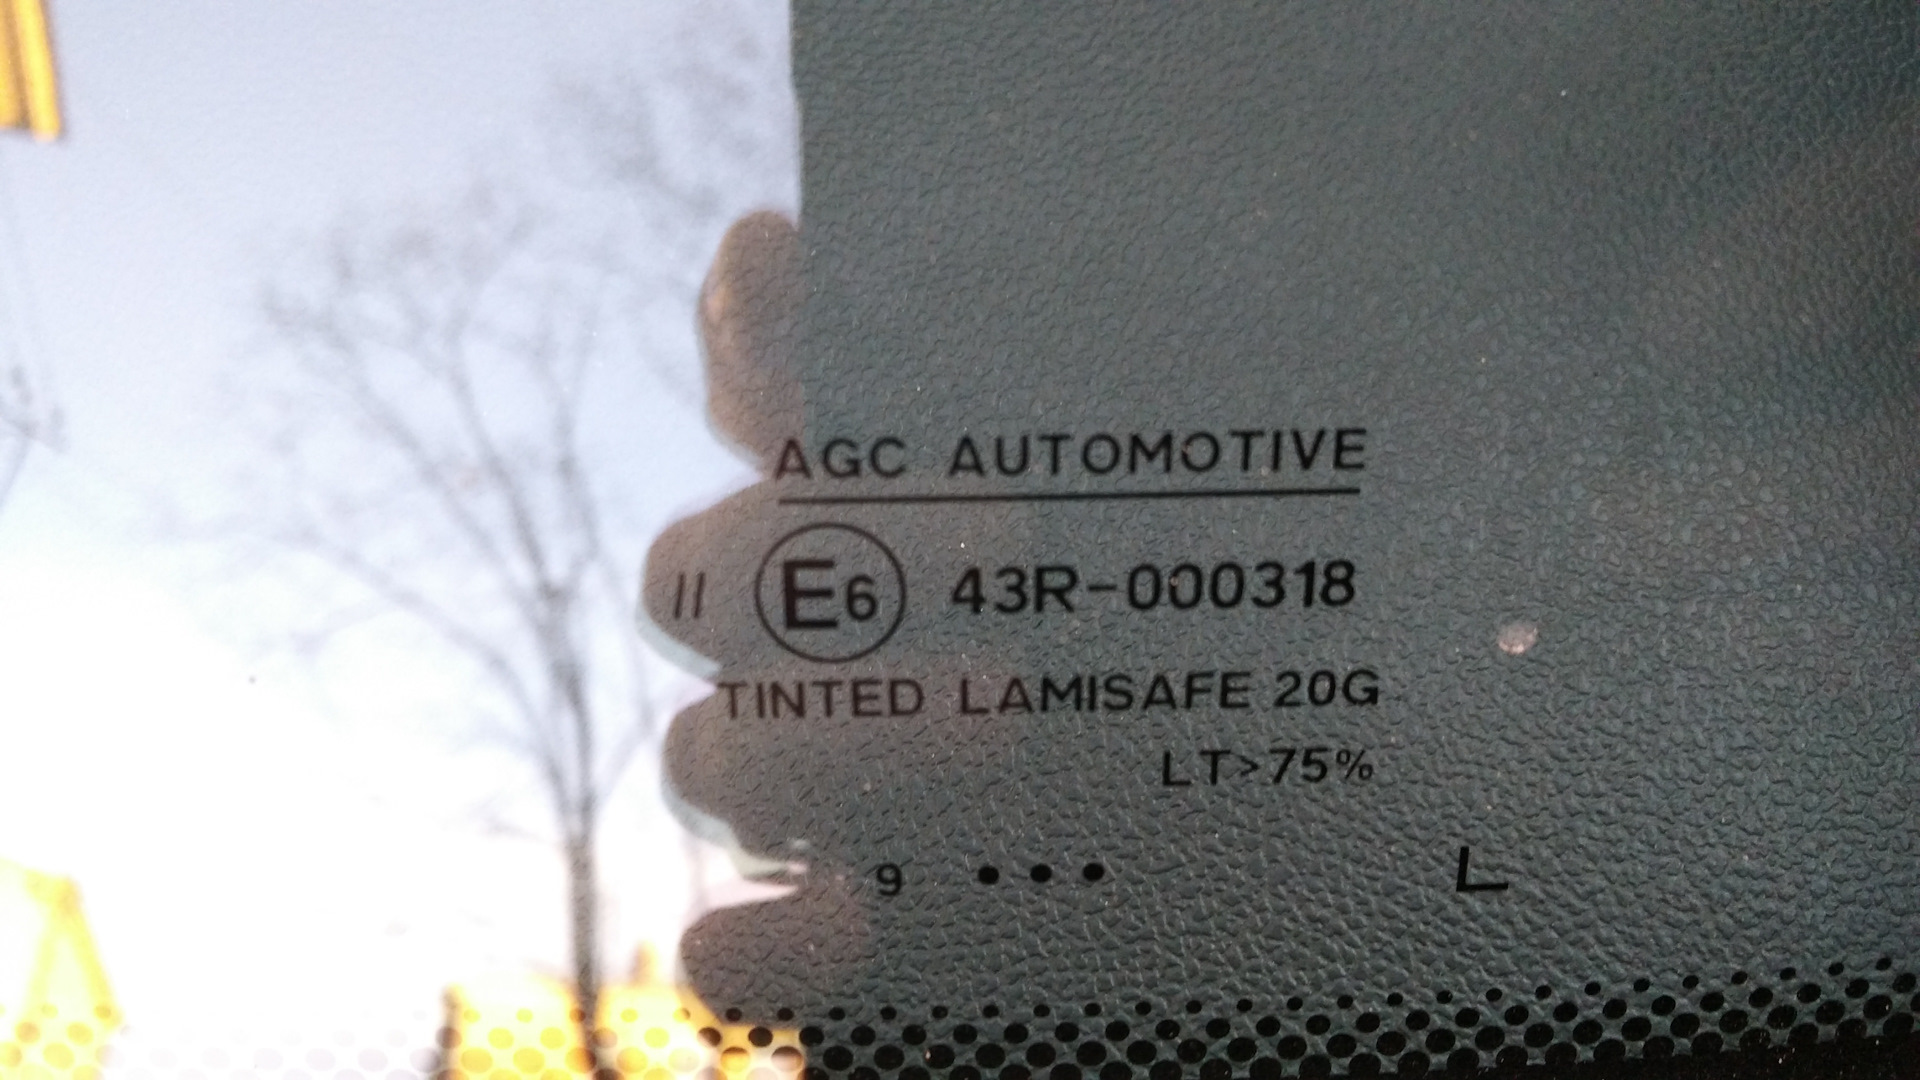 AGC AUTOMOTIVE
II E6 43R-000318
TINTED LAMISAFE 20G
LT>75%
9 ••• L